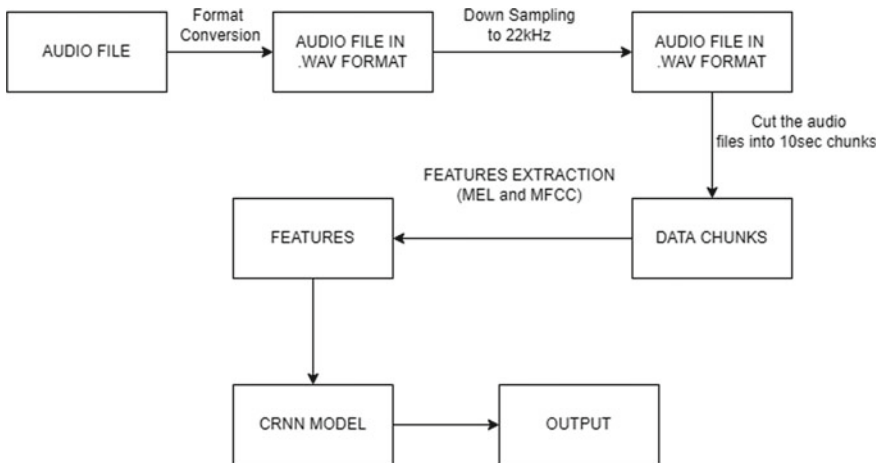 AUDIO FILE
Format
Conversion
AUDIO FILE IN
.WAV FORMAT
Down Sampling
to 22kHz
AUDIO FILE IN
.WAV FORMAT
Cut the audio
files into 10sec chunks
FEATURES EXTRACTION
(MEL and MFCC)
DATA CHUNKS
FEATURES
CRNN MODEL
OUTPUT